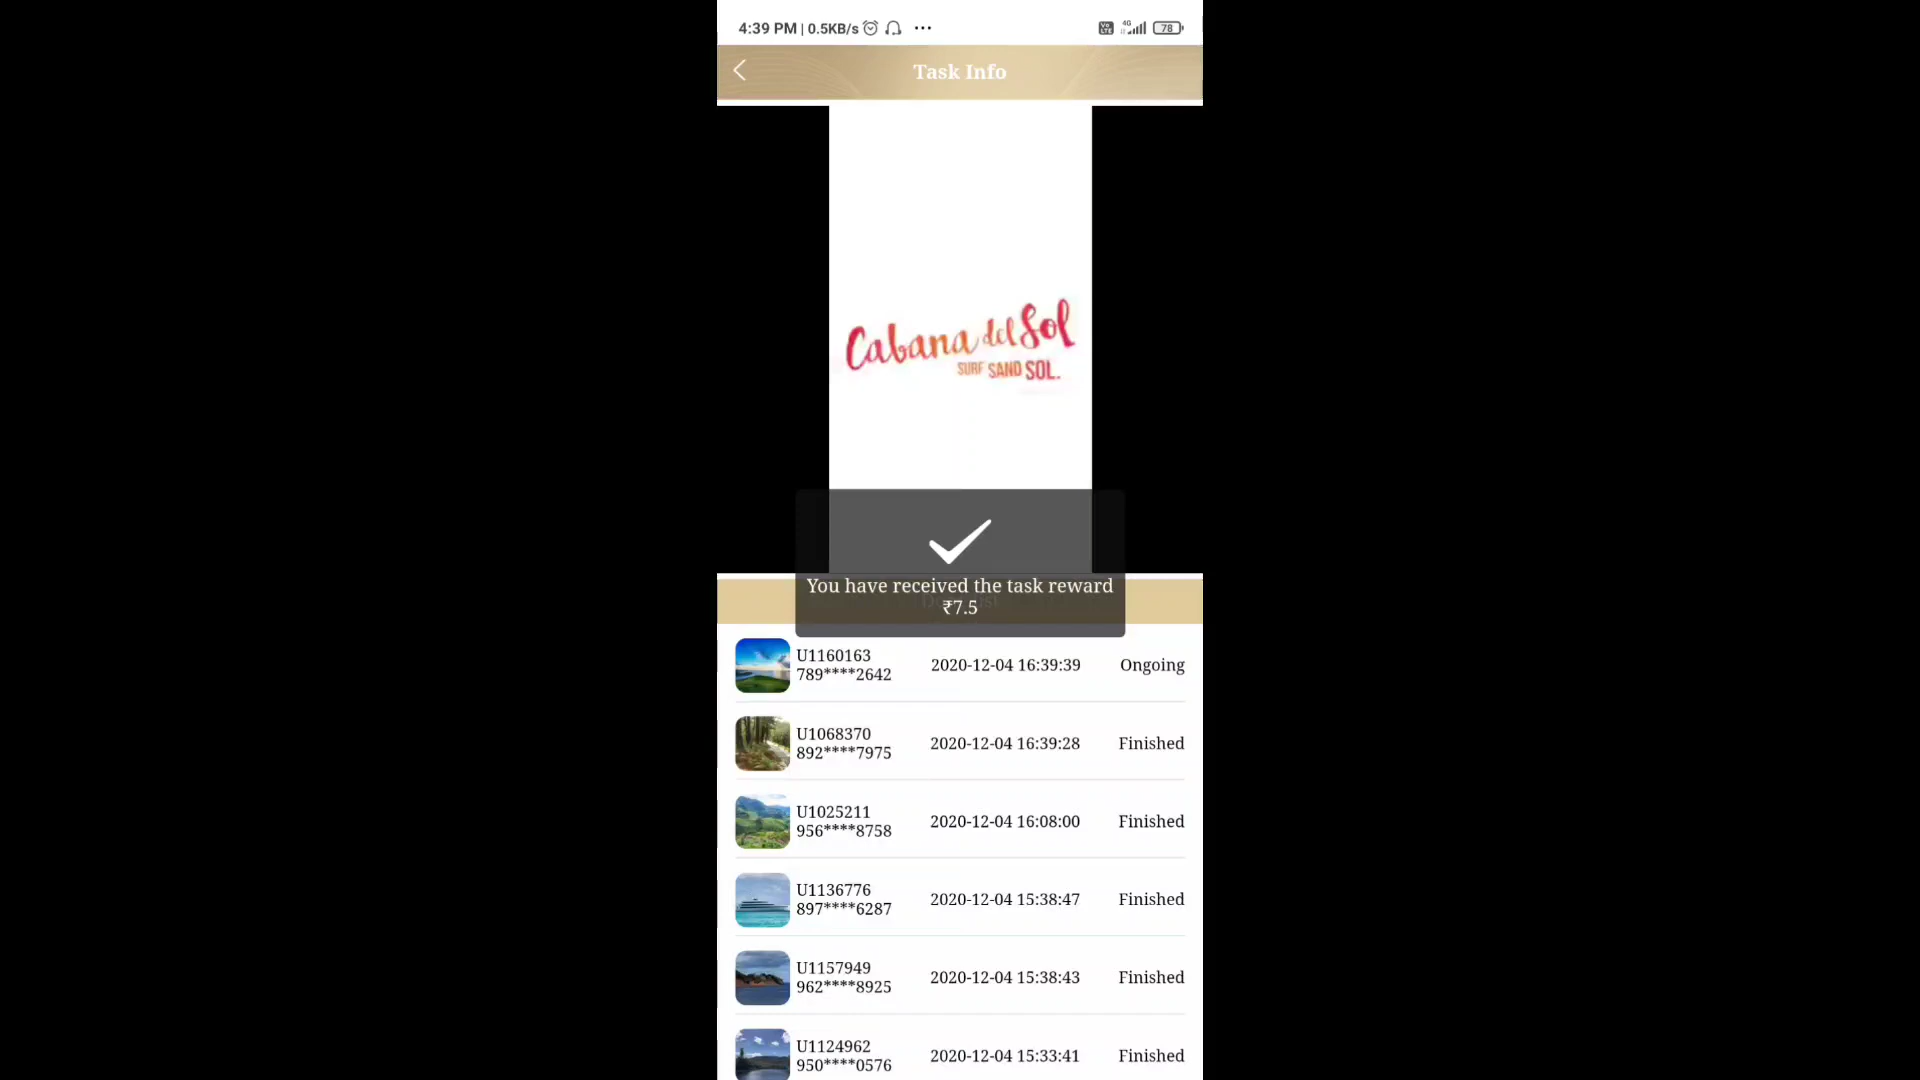 4:39 PM | 0.5KB/s
Vo LTE 4G 78
Task Info
Cabana del Sol
SURF SAND SOL.
You have received the task reward
₹7.5
U1160163
789****2642
2020-12-04 16:39:39
Ongoing
U1068370
892****7975
2020-12-04 16:39:28
Finished
U1025211
956****8758
2020-12-04 16:08:00
Finished
U1136776
897****6287
2020-12-04 15:38:47
Finished
U1157949
962****8925
2020-12-04 15:38:43
Finished
U1124962
950****0576
2020-12-04 15:33:41
Finished